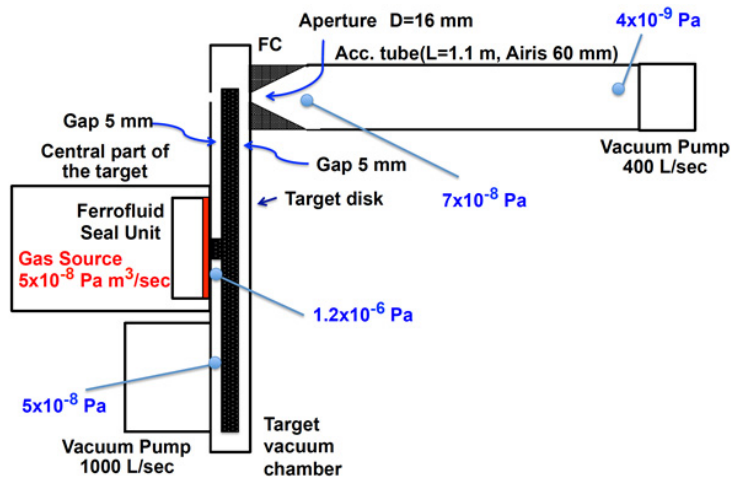 Aperture D=16 mm
4x10⁻⁹ Pa
FC
Acc. tube(L=1.1 m, Airis 60 mm)
Gap 5 mm
Central part of
the target
Gap 5 mm
Vacuum Pump
400 L/sec
7x10⁻⁸ Pa
Target disk
Ferrofluid
Seal Unit
Gas Source
5x10⁻⁸ Pa m³/sec
1.2x10⁻⁶ Pa
5x10⁻⁸ Pa
Vacuum Pump
1000 L/sec
Target
vacuum
chamber